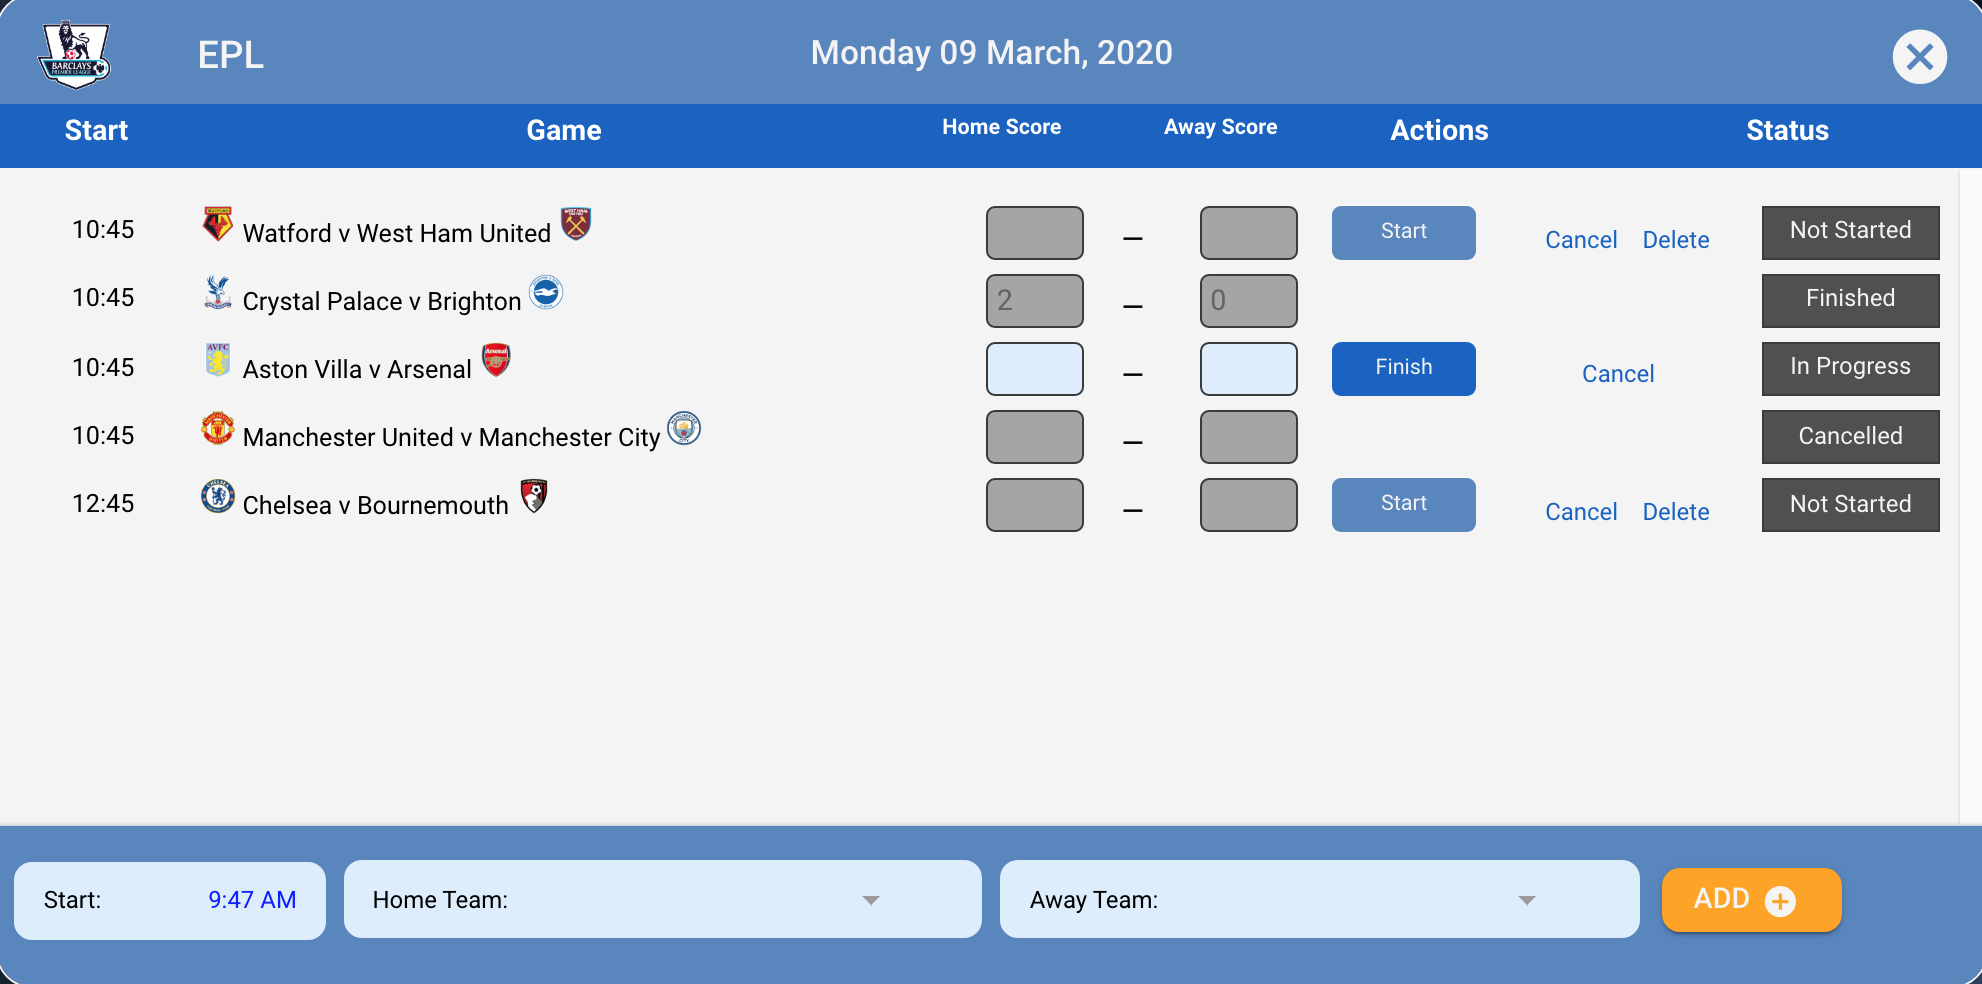 EPL
Monday 09 March, 2020
BARCLAYS
PREMIER LEAGUE
Start Game Home Score Away Score Actions Status
10:45 Watford v West Ham United – Start Cancel Delete Not Started
10:45 Crystal Palace v Brighton 2 – 0 Finished
AVFC
Arsenal
10:45 Aston Villa v Arsenal – Finish Cancel In Progress
10:45 Manchester United v Manchester City – Cancelled
12:45 Chelsea v Bournemouth – Start Cancel Delete Not Started
Start: 9:47 AM Home Team: Away Team: ADD